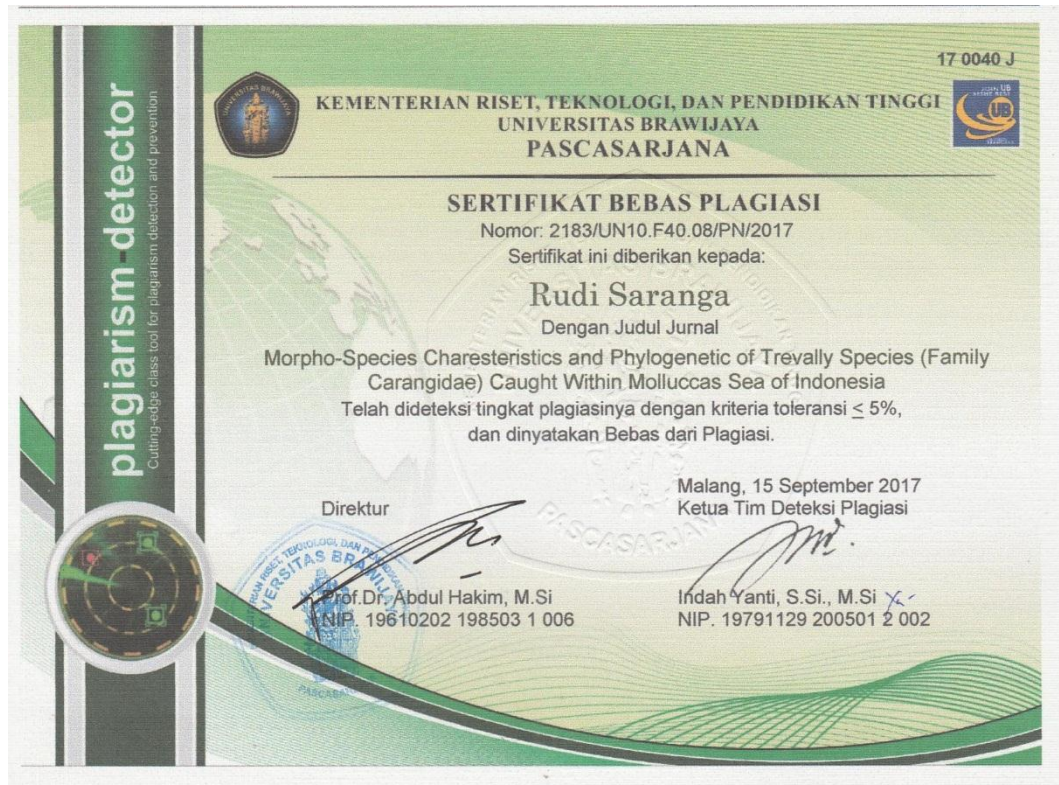 17 0040 J
plagiarism-detector
Cutting-edge class tool for plagiarism detection and prevention
UNIVERSITAS BRAWIJAYA
UB
KEMENTERIAN RISET, TEKNOLOGI, DAN PENDIDIKAN TINGGI
UNIVERSITAS BRAWIJAYA
PASCASARJANA
SERTIFIKAT BEBAS PLAGIASI
Nomor: 2183/UN10.F40.08/PN/2017
Sertifikat ini diberikan kepada:
Rudi Saranga
Dengan Judul Jurnal
Morpho-Species Charesteristics and Phylogenetic of Trevally Species (Family
Carangidae) Caught Within Molluccas Sea of Indonesia
Telah dideteksi tingkat plagiasinya dengan kriteria toleransi ≤ 5%,
dan dinyatakan Bebas dari Plagiasi.
Malang, 15 September 2017
Direktur
Ketua Tim Deteksi Plagiasi
Prof.Dr. Abdul Hakim, M.Si
NIP. 19610202 198503 1 006
Indah Yanti, S.Si., M.Si
NIP. 19791129 200501 2 002
PASCASARJANA